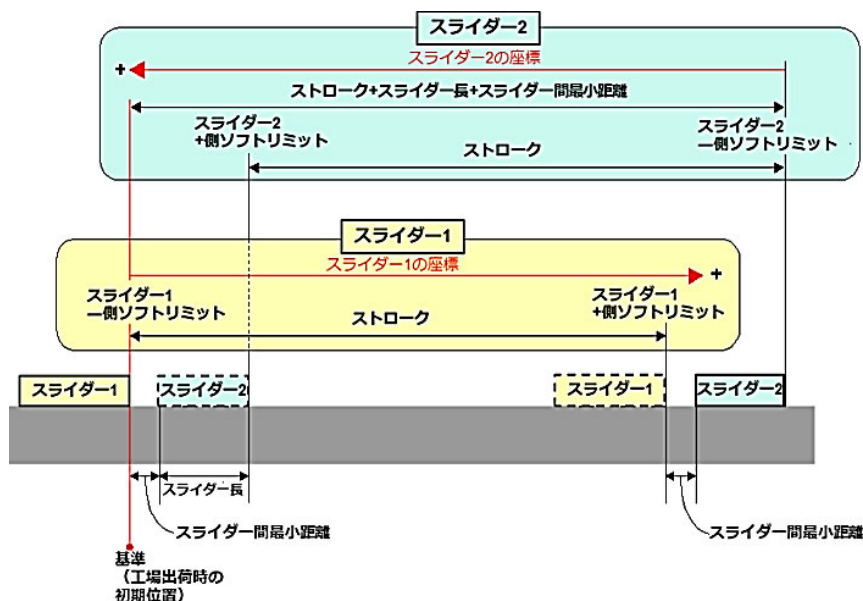 スライダー2
スライダー2の座標
+
ストローク+スライダー長+スライダー間最小距離
スライダー2
+側ソフトリミット
スライダー2
—側ソフトリミット
ストローク
スライダー1
スライダー1の座標
+
スライダー1
—側ソフトリミット
スライダー1
+側ソフトリミット
ストローク
スライダー1
スライダー2
スライダー1
スライダー2
スライダー長
スライダー間最小距離
スライダー間最小距離
基準
（工場出荷時の
初期位置）